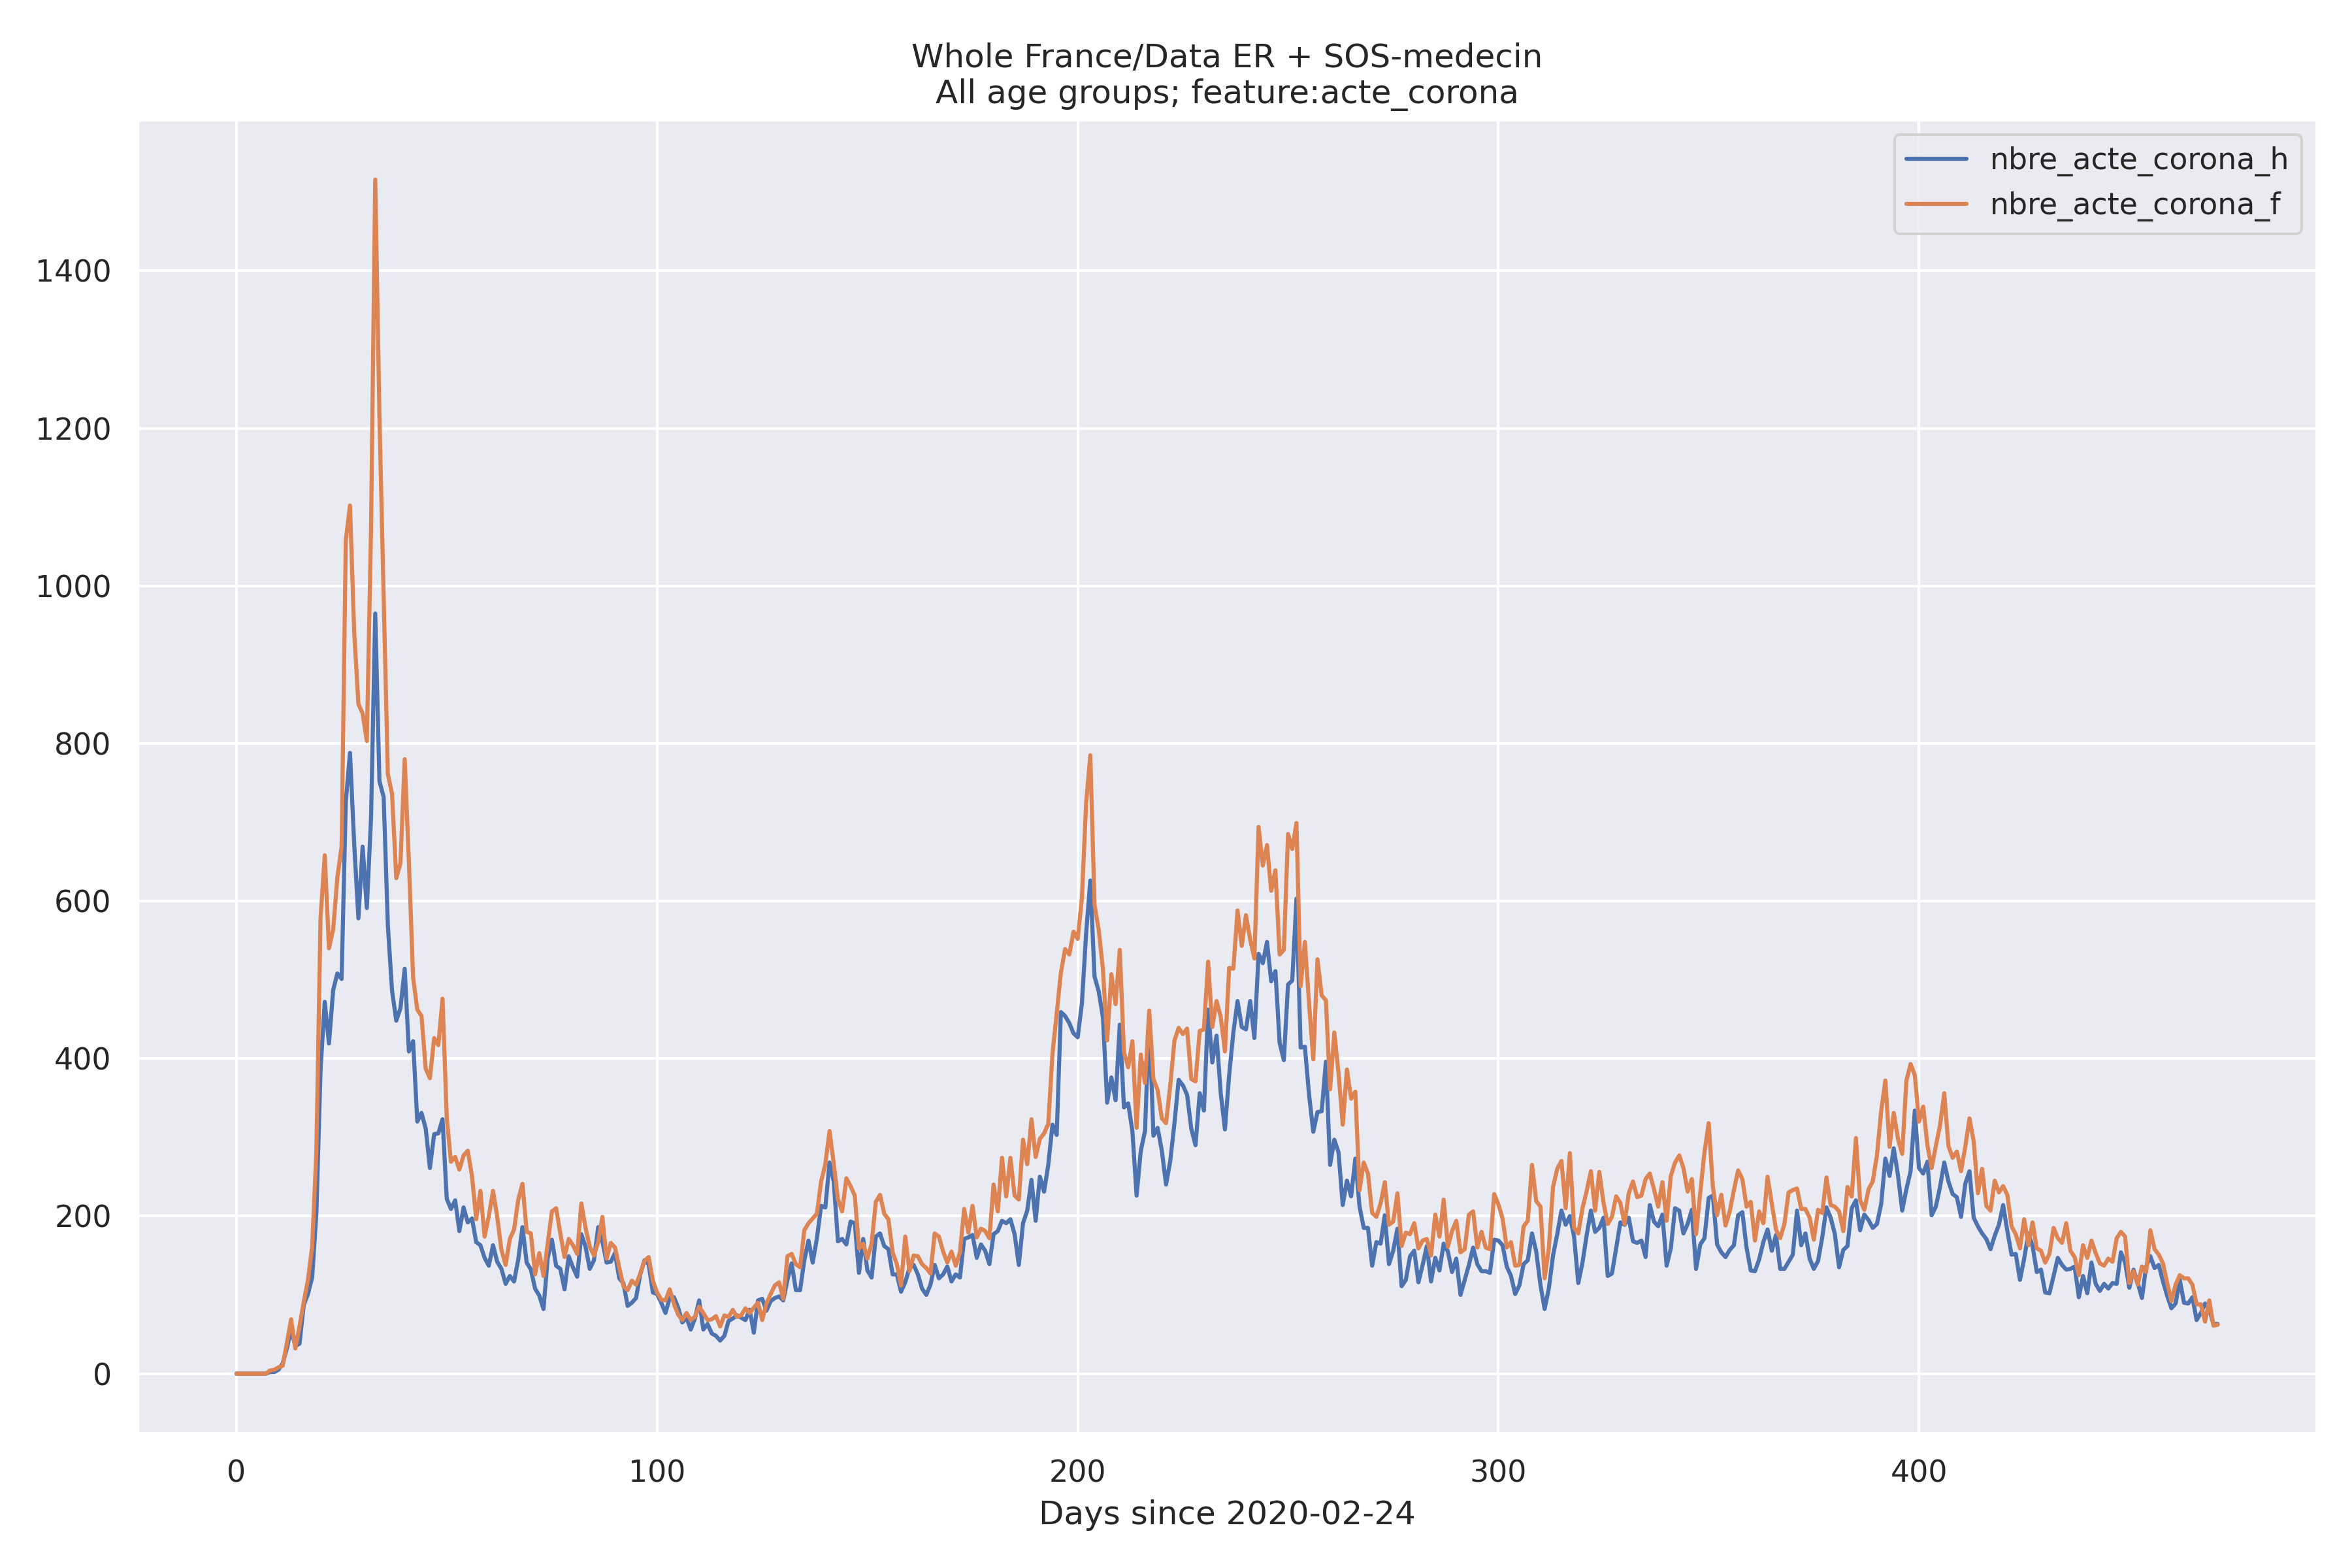 Whole France/Data ER + SOS-medecin
All age groups; feature:acte_corona
nbre_acte_corona_h
nbre_acte_corona_f
1400
1200
1000
800
600
400
200
0
0 100 200 300 400
Days since 2020-02-24